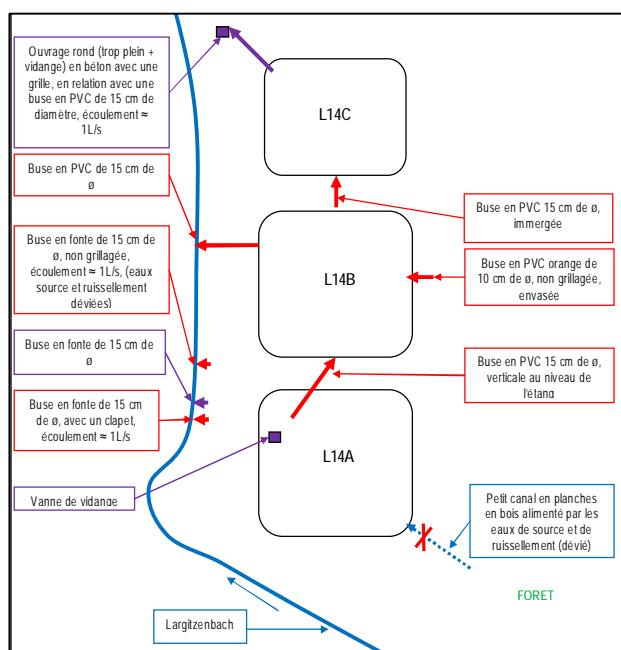 Ouvrage rond (trop plein +
vidange) en béton avec une
grille, en relation avec une
buse en PVC de 15 cm de
diamètre, écoulement ≈
1L/s
L14C
Buse en PVC de 15 cm de
ø
Buse en PVC 15 cm de ø,
immergée
Buse en fonte de 15 cm de
ø, non grillagée,
écoulement ≈ 1L/s, (eaux
source et ruissellement
déviées)
L14B
Buse en PVC orange de
10 cm de ø, non grillagée,
envasée
Buse en fonte de 15 cm de
ø
Buse en PVC 15 cm de ø,
verticale au niveau de
l'étang
Buse en fonte de 15 cm
de ø, avec un clapet,
écoulement ≈ 1L/s
L14A
Vanne de vidange
Petit canal en planches
en bois alimenté par les
eaux de source et de
ruissellement (dévié)
FORET
Largitzenbach